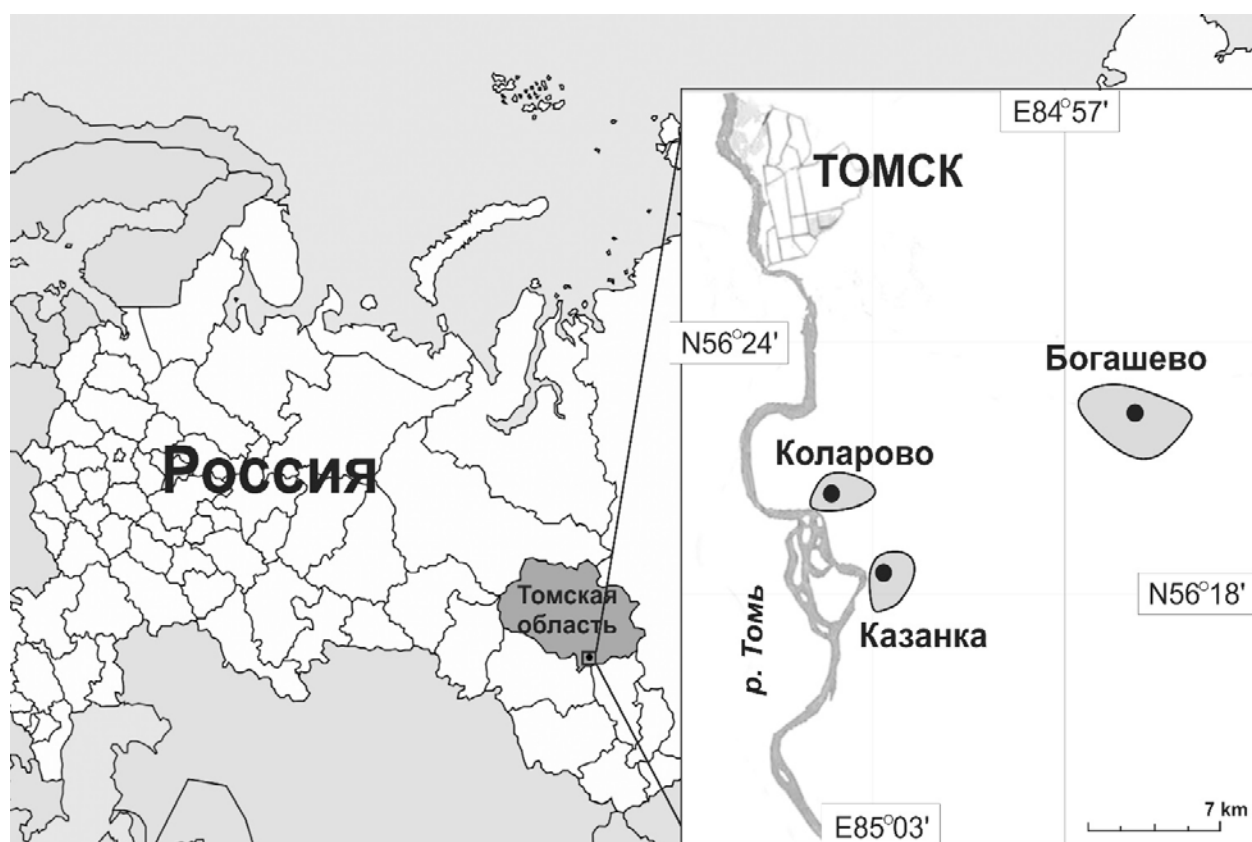 E84°57'
ТОМСК
N56°24'
Богашево
Коларово
Россия
Томская
область
N56°18'
Казанка
р. Томь
7 km
E85°03'